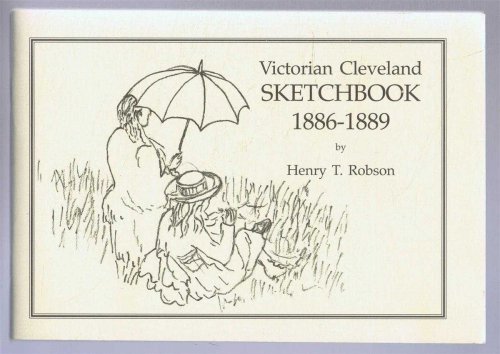 Victorian Cleveland
SKETCHBOOK
1886-1889
by
Henry T. Robson